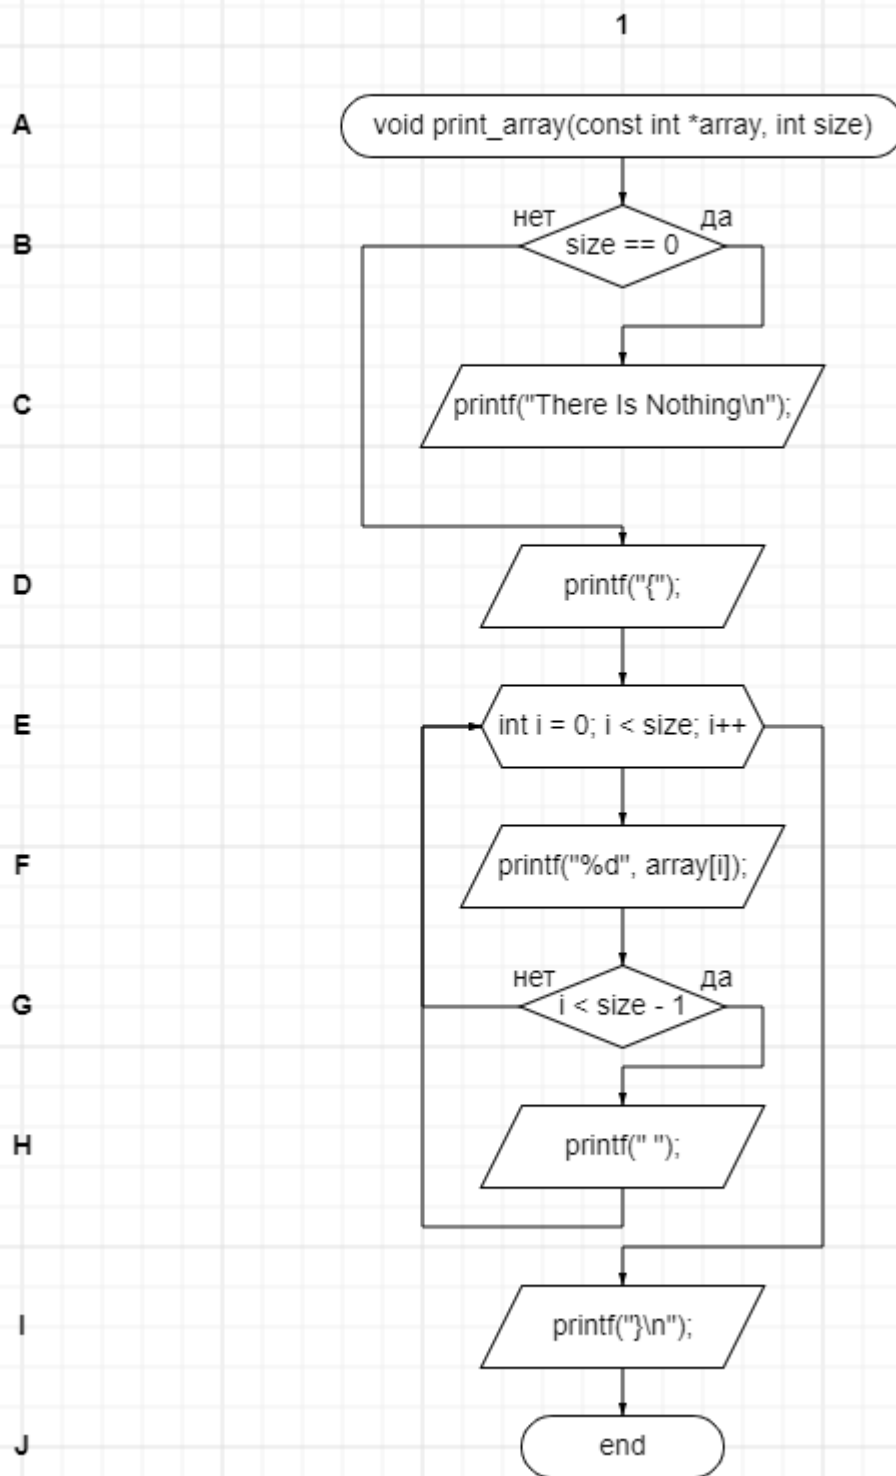 1
A
void print_array(const int *array, int size)
нет
да
B
size == 0
C
printf("There Is Nothing\n");
D
printf("{");
E
int i = 0; i < size; i++
F
printf("%d", array[i]);
нет
да
G
i < size - 1
H
printf(" ");
I
printf("}\n");
J
end